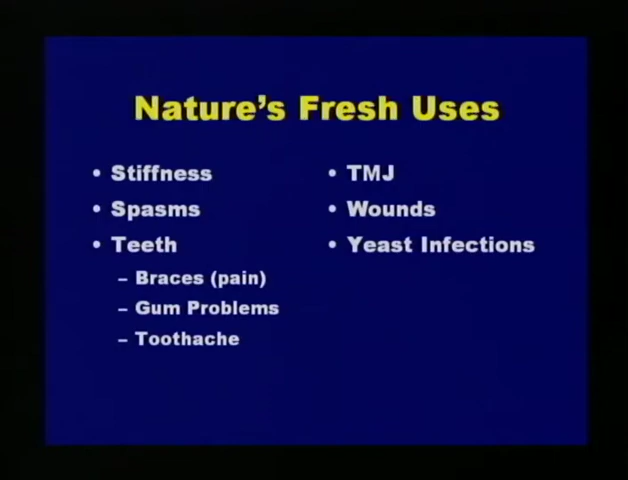 Nature's Fresh Uses
• Stiffness
• Spasms
• Teeth
– Braces (pain)
– Gum Problems
– Toothache
• TMJ
• Wounds
• Yeast Infections